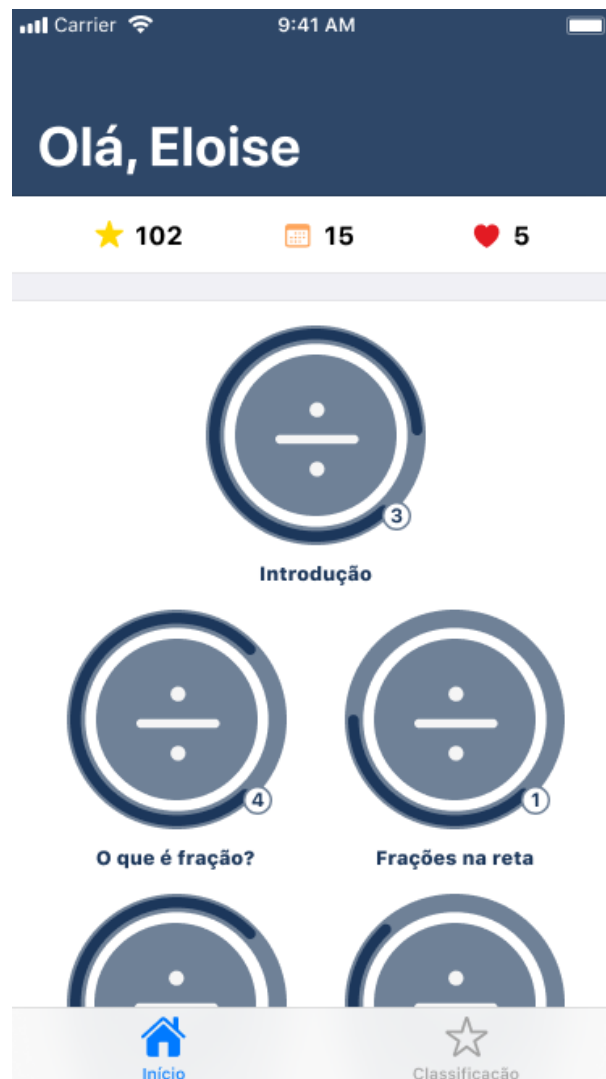 Carrier 9:41 AM
Olá, Eloise
102 15 5
3
Introdução
4 1
O que é fração? Frações na reta
Início Classificação